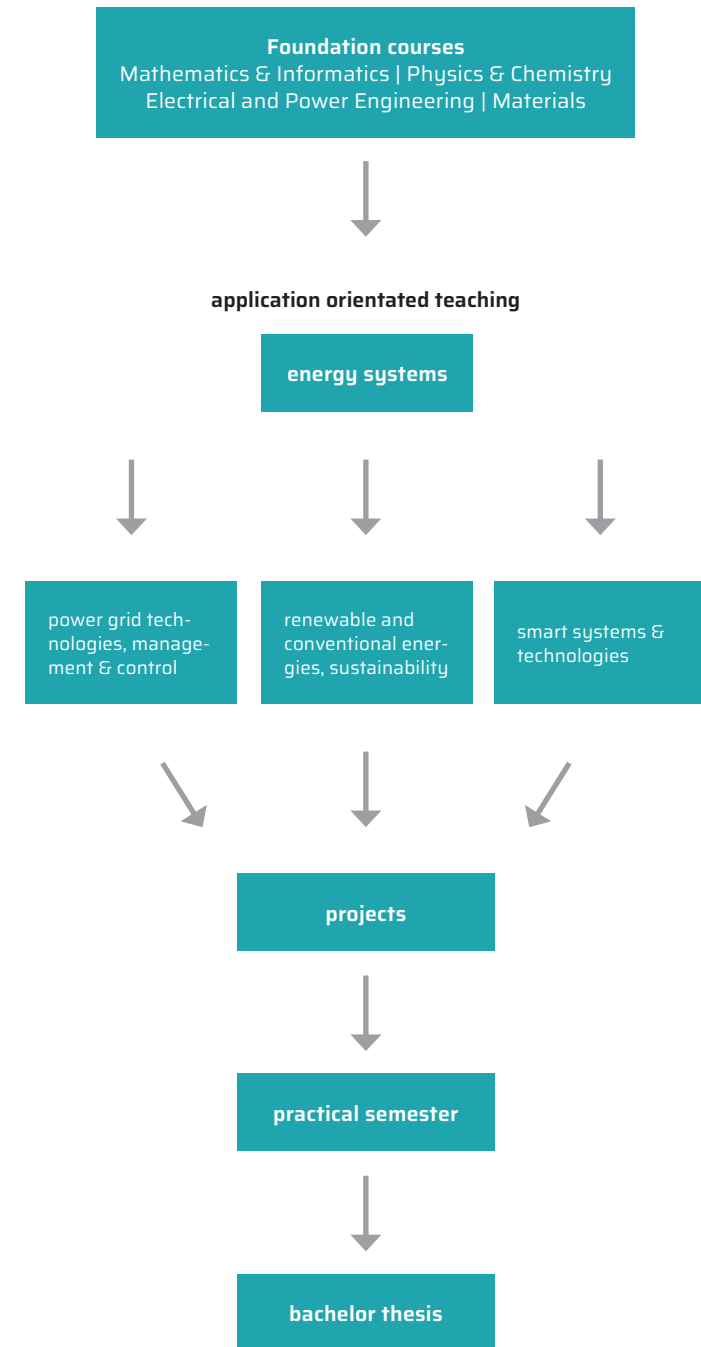 Foundation courses
Mathematics & Informatics | Physics & Chemistry
Electrical and Power Engineering | Materials
application orientated teaching
energy systems
power grid tech-
nologies, manage-
ment & control
renewable and
conventional ener-
gies, sustainability
smart systems &
technologies
projects
practical semester
bachelor thesis